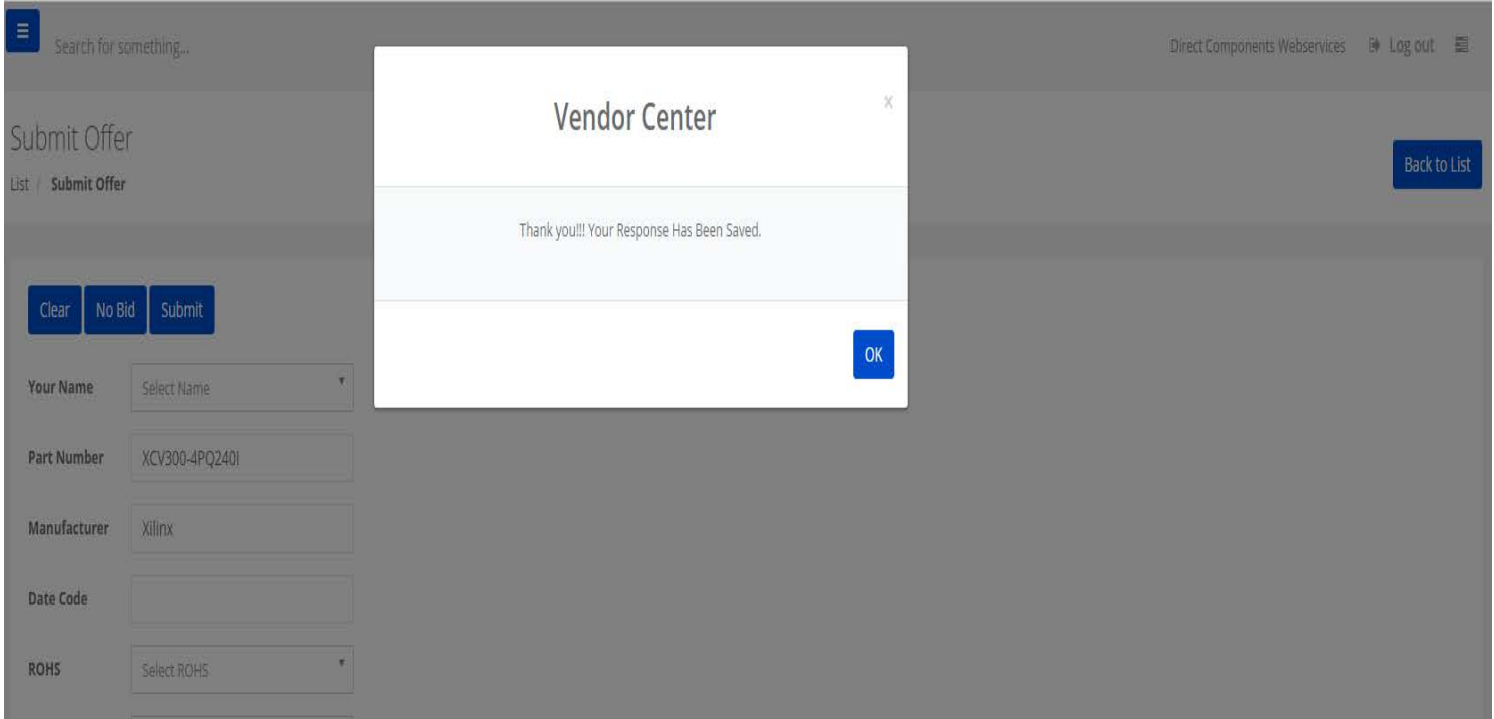 Search for something...
Direct Components Webservices
Log out
Vendor Center
x
Submit Offer
List / Submit Offer
Back to List
Thank you!!! Your Response Has Been Saved.
Clear No Bid Submit
OK
Your Name Select Name
Part Number XCV300-4PQ240I
Manufacturer Xilinx
Date Code
ROHS Select ROHS